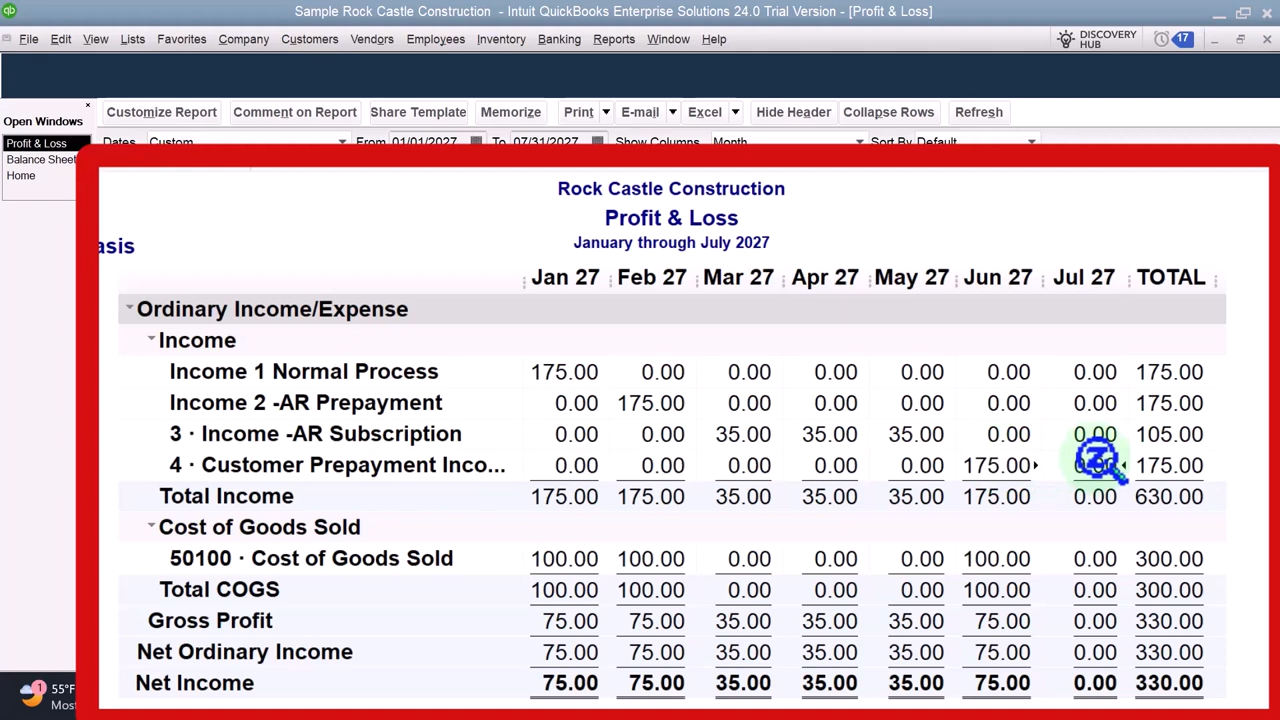 Sample Rock Castle Construction - Intuit QuickBooks Enterprise Solutions 24.0 Trial Version - [Profit & Loss]
File Edit View Lists Favorites Company Customers Vendors Employees Inventory Banking Reports Window Help DISCOVERY HUB 17
Open Windows
Profit & Loss
Balance Sheet
Home
Customize Report Comment on Report Share Template Memorize Print E-mail Excel Hide Header Collapse Rows Refresh
Dates Custom From 01/01/2027 To 07/31/2027 Show Columns Month Sort By Default
Rock Castle Construction
Profit & Loss
asis January through July 2027
Jan 27 Feb 27 Mar 27 Apr 27 May 27 Jun 27 Jul 27 TOTAL
Ordinary Income/Expense
Income
Income 1 Normal Process 175.00 0.00 0.00 0.00 0.00 0.00 0.00 175.00
Income 2 -AR Prepayment 0.00 175.00 0.00 0.00 0.00 0.00 0.00 175.00
3 · Income -AR Subscription 0.00 0.00 35.00 35.00 35.00 0.00 0.00 105.00
4 · Customer Prepayment Inco... 0.00 0.00 0.00 0.00 0.00 175.00 0.00 175.00
Total Income 175.00 175.00 35.00 35.00 35.00 175.00 0.00 630.00
Cost of Goods Sold
50100 · Cost of Goods Sold 100.00 100.00 0.00 0.00 0.00 100.00 0.00 300.00
Total COGS 100.00 100.00 0.00 0.00 0.00 100.00 0.00 300.00
Gross Profit 75.00 75.00 35.00 35.00 35.00 75.00 0.00 330.00
Net Ordinary Income 75.00 75.00 35.00 35.00 35.00 75.00 0.00 330.00
Net Income 75.00 75.00 35.00 35.00 35.00 75.00 0.00 330.00
1 55°F
Most